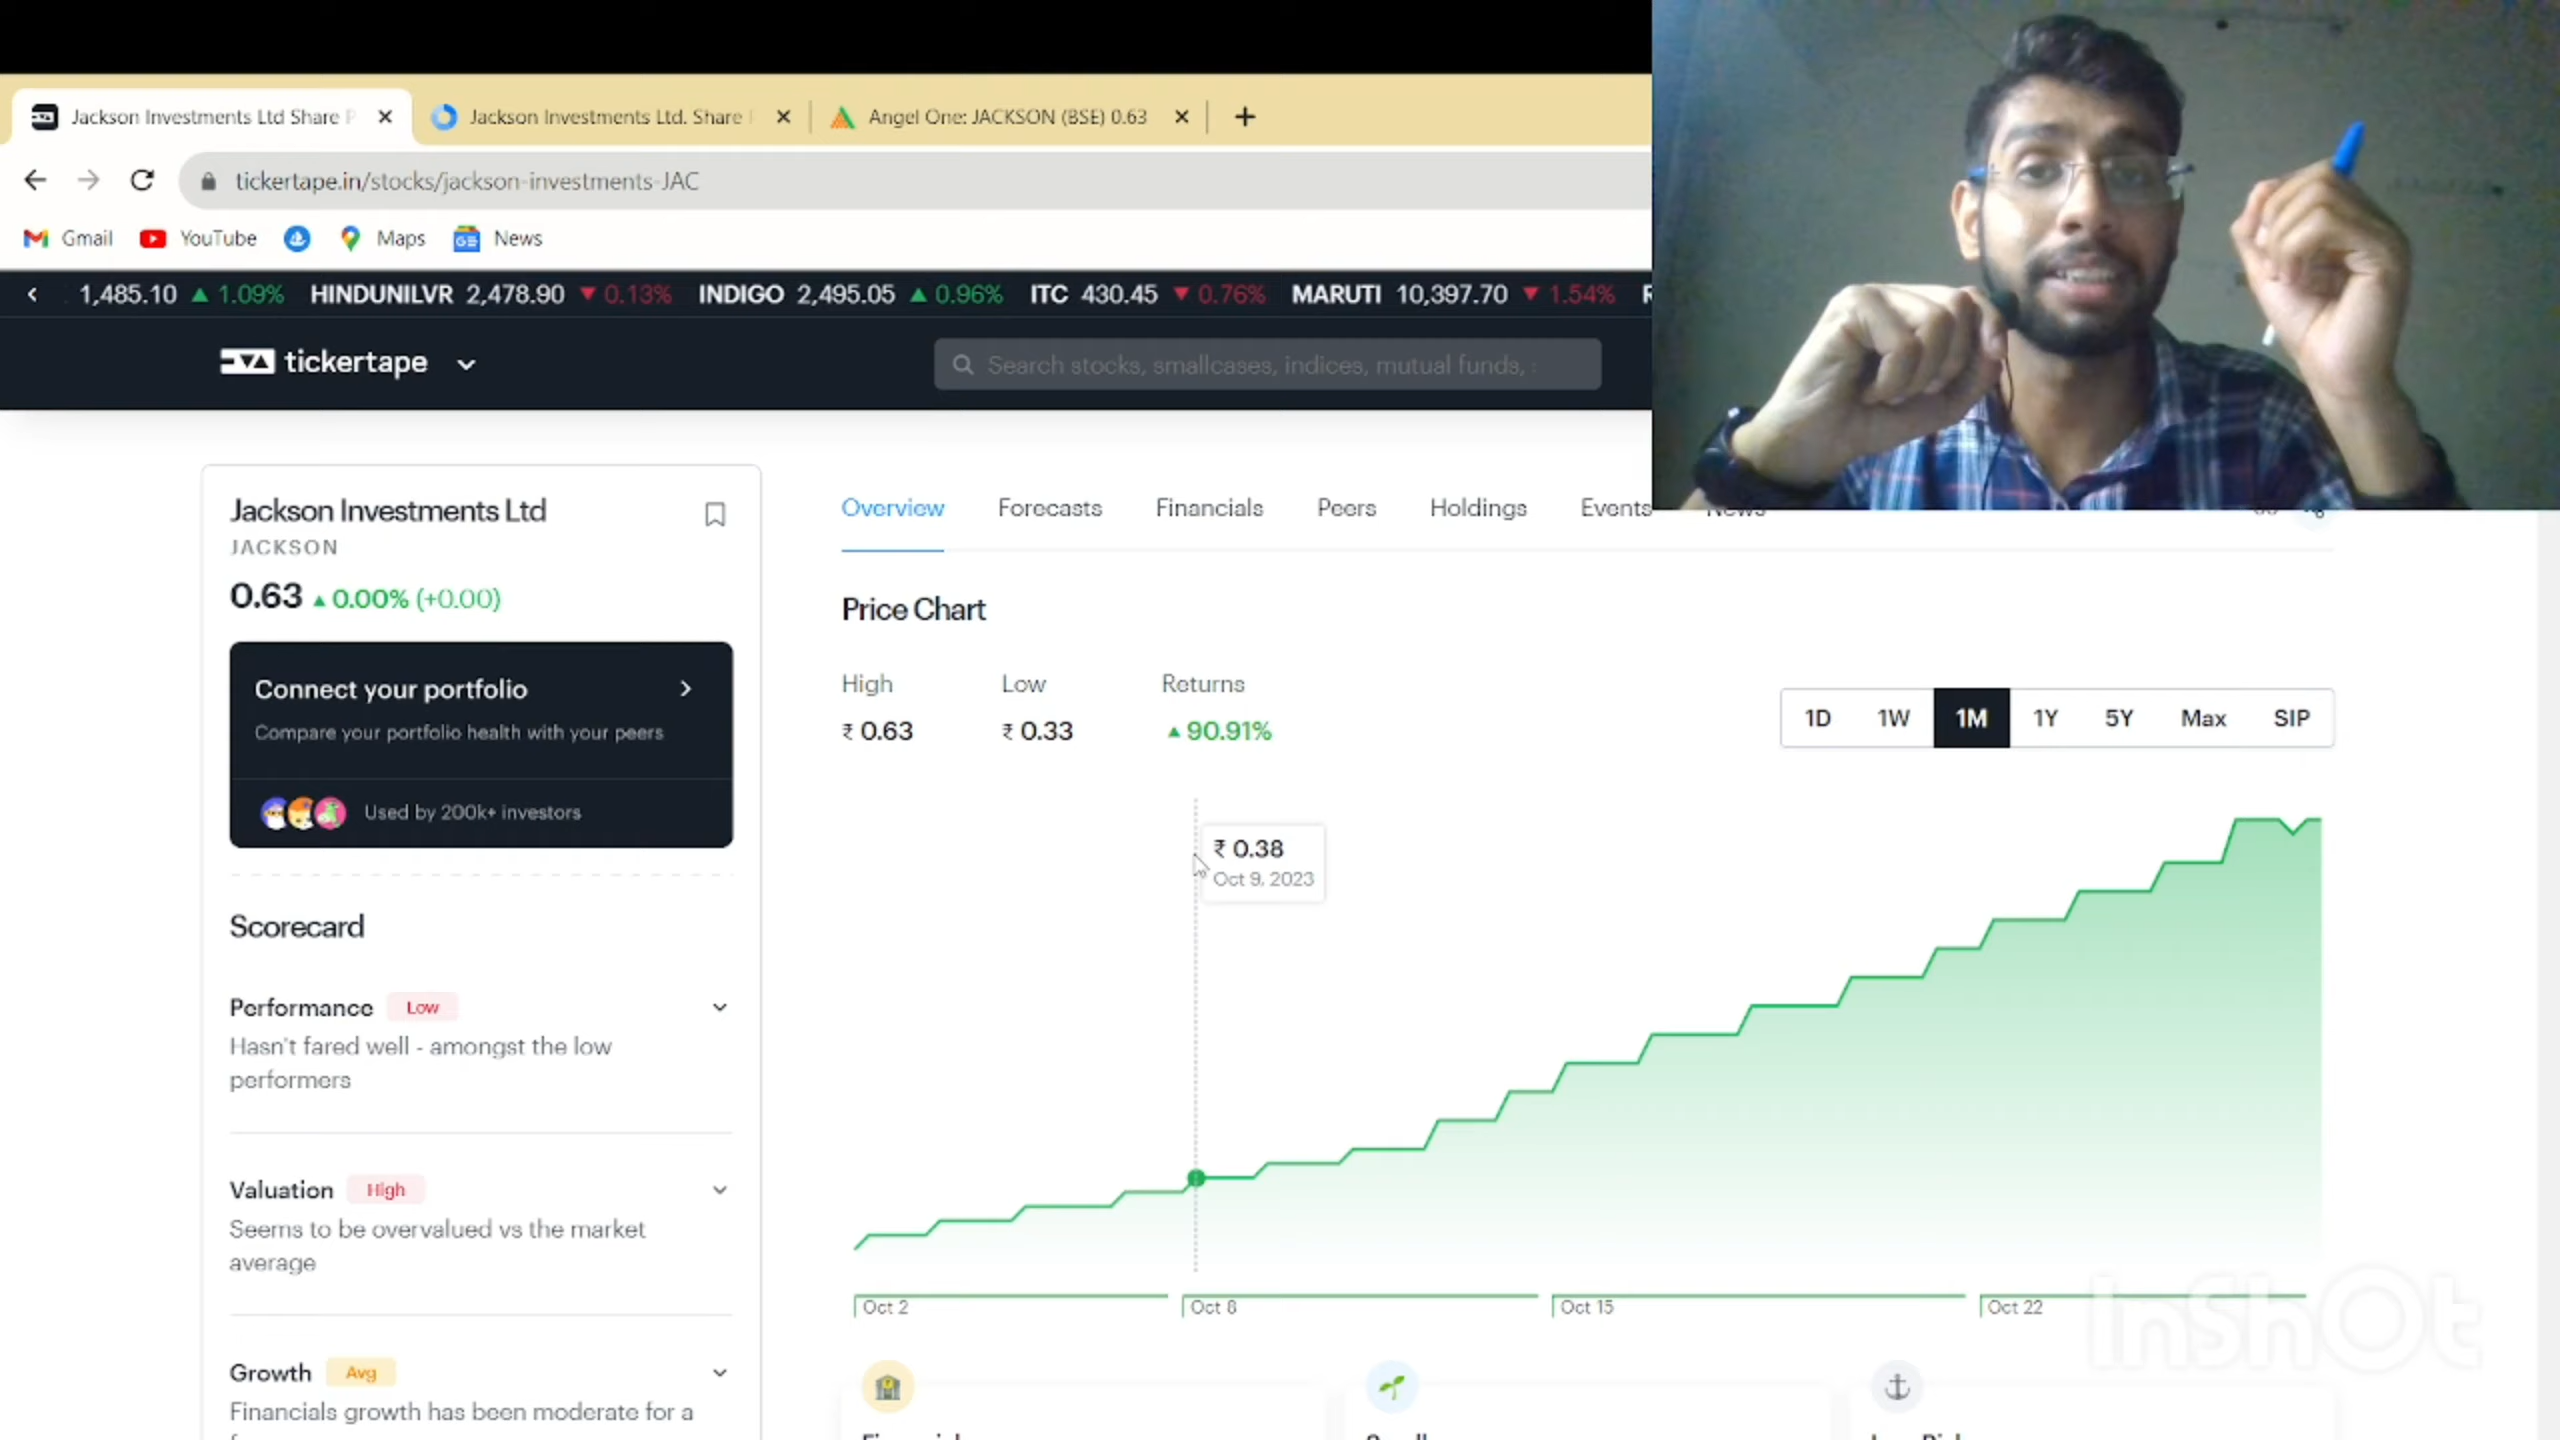 Jackson Investments Ltd Share P
Jackson Investments Ltd. Share
Angel One: JACKSON (BSE) 0.63
tickertape.in/stocks/jackson-investments-JAC
Gmail YouTube Maps GE News
1,485.10 ▲ 1.09% HINDUNILVR 2,478.90 ▼ 0.13% INDIGO 2,495.05 ▲ 0.96% ITC 430.45 ▼ 0.76% MARUTI 10,397.70 ▼ 1.54%
tickertape
Search stocks, smallcases, indices, mutual funds,
Jackson Investments Ltd
JACKSON
0.63 ▲ 0.00% (+0.00)
Connect your portfolio
Compare your portfolio health with your peers
Used by 200k+ investors
Scorecard
Performance Low
Hasn't fared well - amongst the low
performers
Valuation High
Seems to be overvalued vs the market
average
Growth Avg
Financials growth has been moderate for a
Overview Forecasts Financials Peers Holdings Events News
Price Chart
High Low Returns
₹ 0.63 ₹ 0.33 ▲ 90.91%
1D 1W 1M 1Y 5Y Max SIP
₹ 0.38
Oct 9, 2023
Oct 2 Oct 8 Oct 15 Oct 22
InShOt